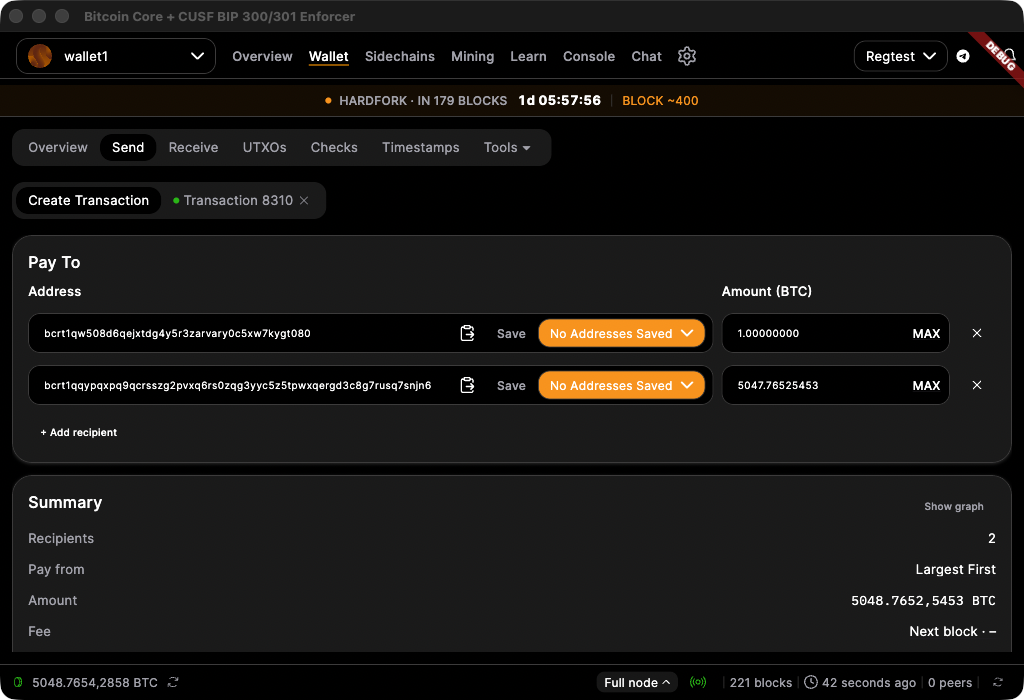 Bitcoin Core + CUSF BIP 300/301 Enforcer
wallet1 Overview Wallet Sidechains Mining Learn Console Chat Regtest DEBUG
HARDFORK · IN 179 BLOCKS 1d 05:57:56 BLOCK ~400
Overview Send Receive UTXOs Checks Timestamps Tools
Create Transaction Transaction 8310
Pay To
Address Amount (BTC)
bcrt1qw508d6qejxtdg4y5r3zarvary0c5xw7kygt080 Save No Addresses Saved 1.00000000 MAX
bcrt1qqypqxpq9qcrsszg2pvxq6rs0zqg3yyc5z5tpwxqergd3c8g7rusq7snjn6 Save No Addresses Saved 5047.76525453 MAX
+ Add recipient
Summary Show graph
Recipients 2
Pay from Largest First
Amount 5048.7652,5453 BTC
Fee Next block · –
5048.7654,2858 BTC Full node 221 blocks 42 seconds ago 0 peers